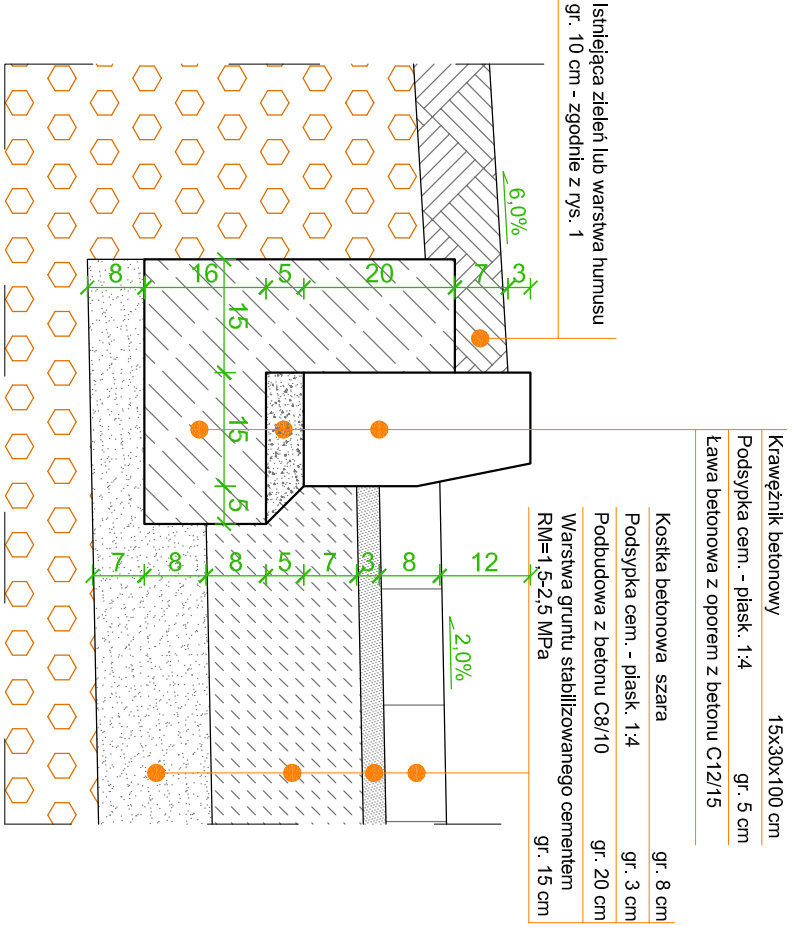 Istniejąca zieleń lub warstwa humusu
gr. 10 cm - zgodnie z rys. 1
Krawężnik betonowy 15x30x100 cm
Podsypka cem. - piask. 1:4 gr. 5 cm
Ława betonowa z oporem z betonu C12/15
Kostka betonowa szara gr. 8 cm
Podsypka cem. - piask. 1:4 gr. 3 cm
Podbudowa z betonu C8/10 gr. 20 cm
Warstwa gruntu stabilizowanego cementem
RM=1,5-2,5 MPa gr. 15 cm
6,0%
8 16 5 20 7 3
15
15
5
7 8 8 5 7 3 8 12
2,0%